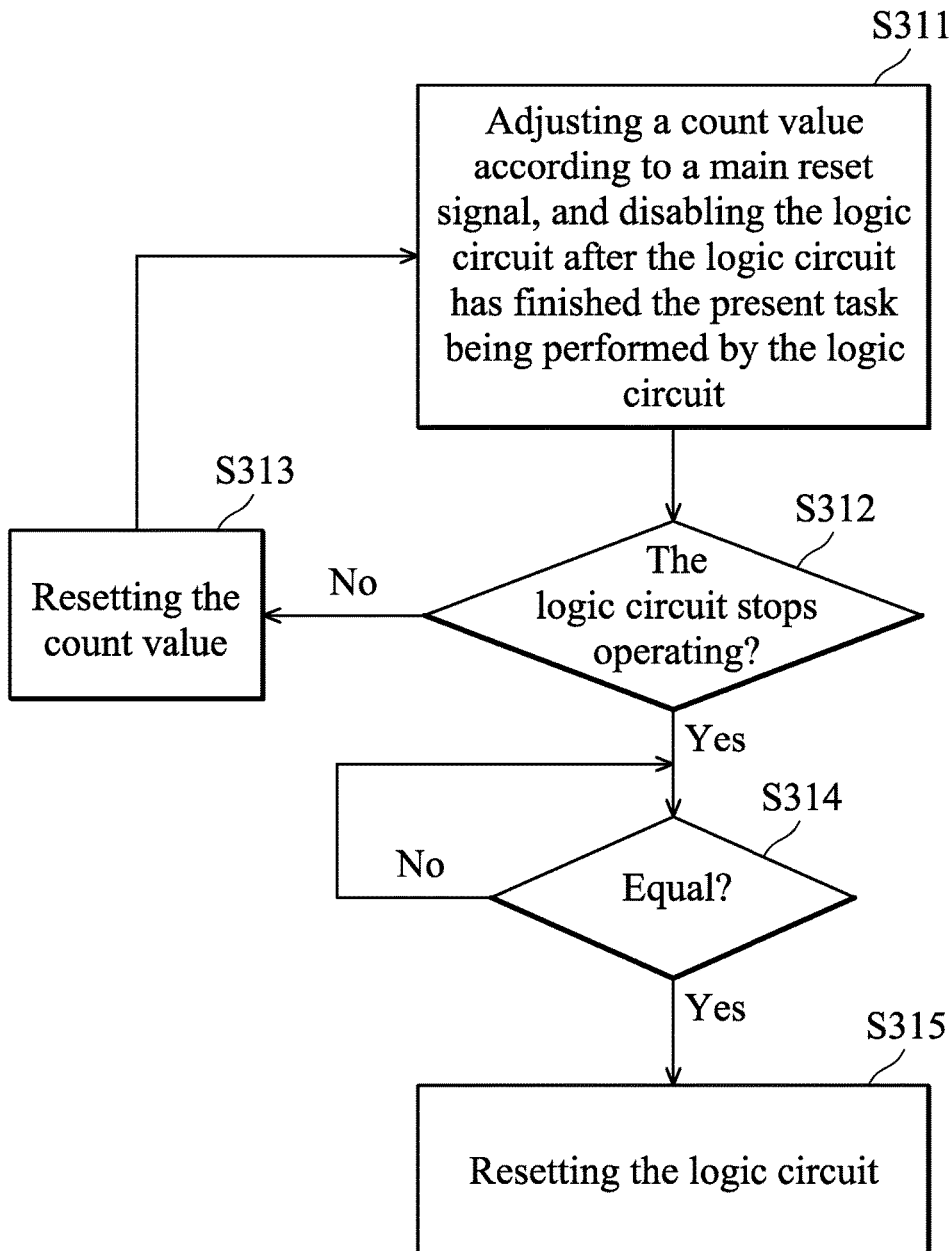 S311
Adjusting a count value
according to a main reset
signal, and disabling the logic
circuit after the logic circuit
has finished the present task
being performed by the logic
circuit
S313
S312
Resetting the
count value
No
The
logic circuit stops
operating?
Yes
S314
No
Equal?
Yes
S315
Resetting the logic circuit